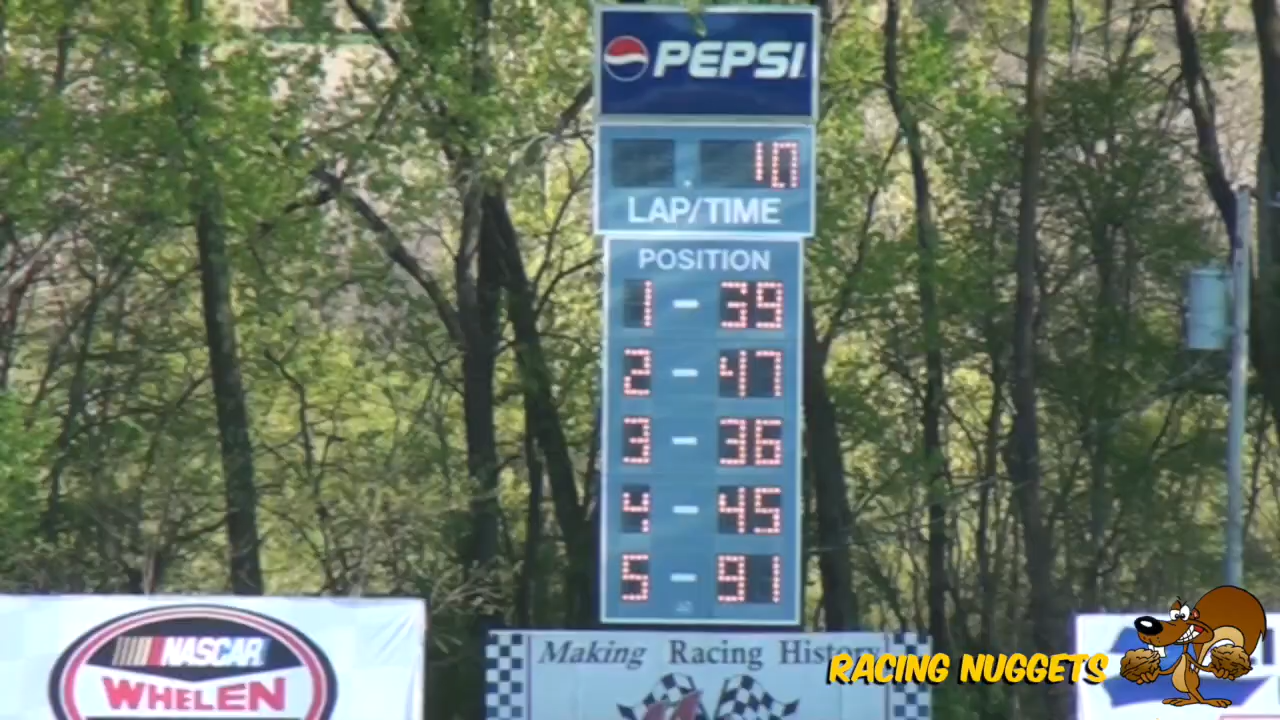 PEPSI
10
LAP/TIME
POSITION
1 - 39
2 - 47
3 - 36
4 - 45
5 - 91
NASCAR
WHELEN
Making Racing History
RACING NUGGETS